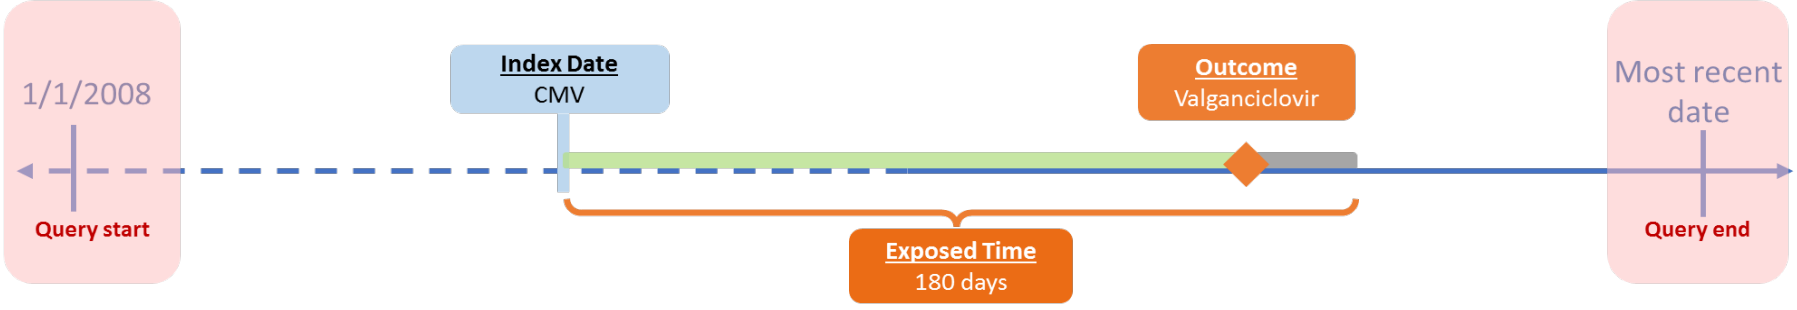 1/1/2008
Query start
Index Date
CMV
Exposed Time
180 days
Outcome
Valganciclovir
Most recent
date
Query end